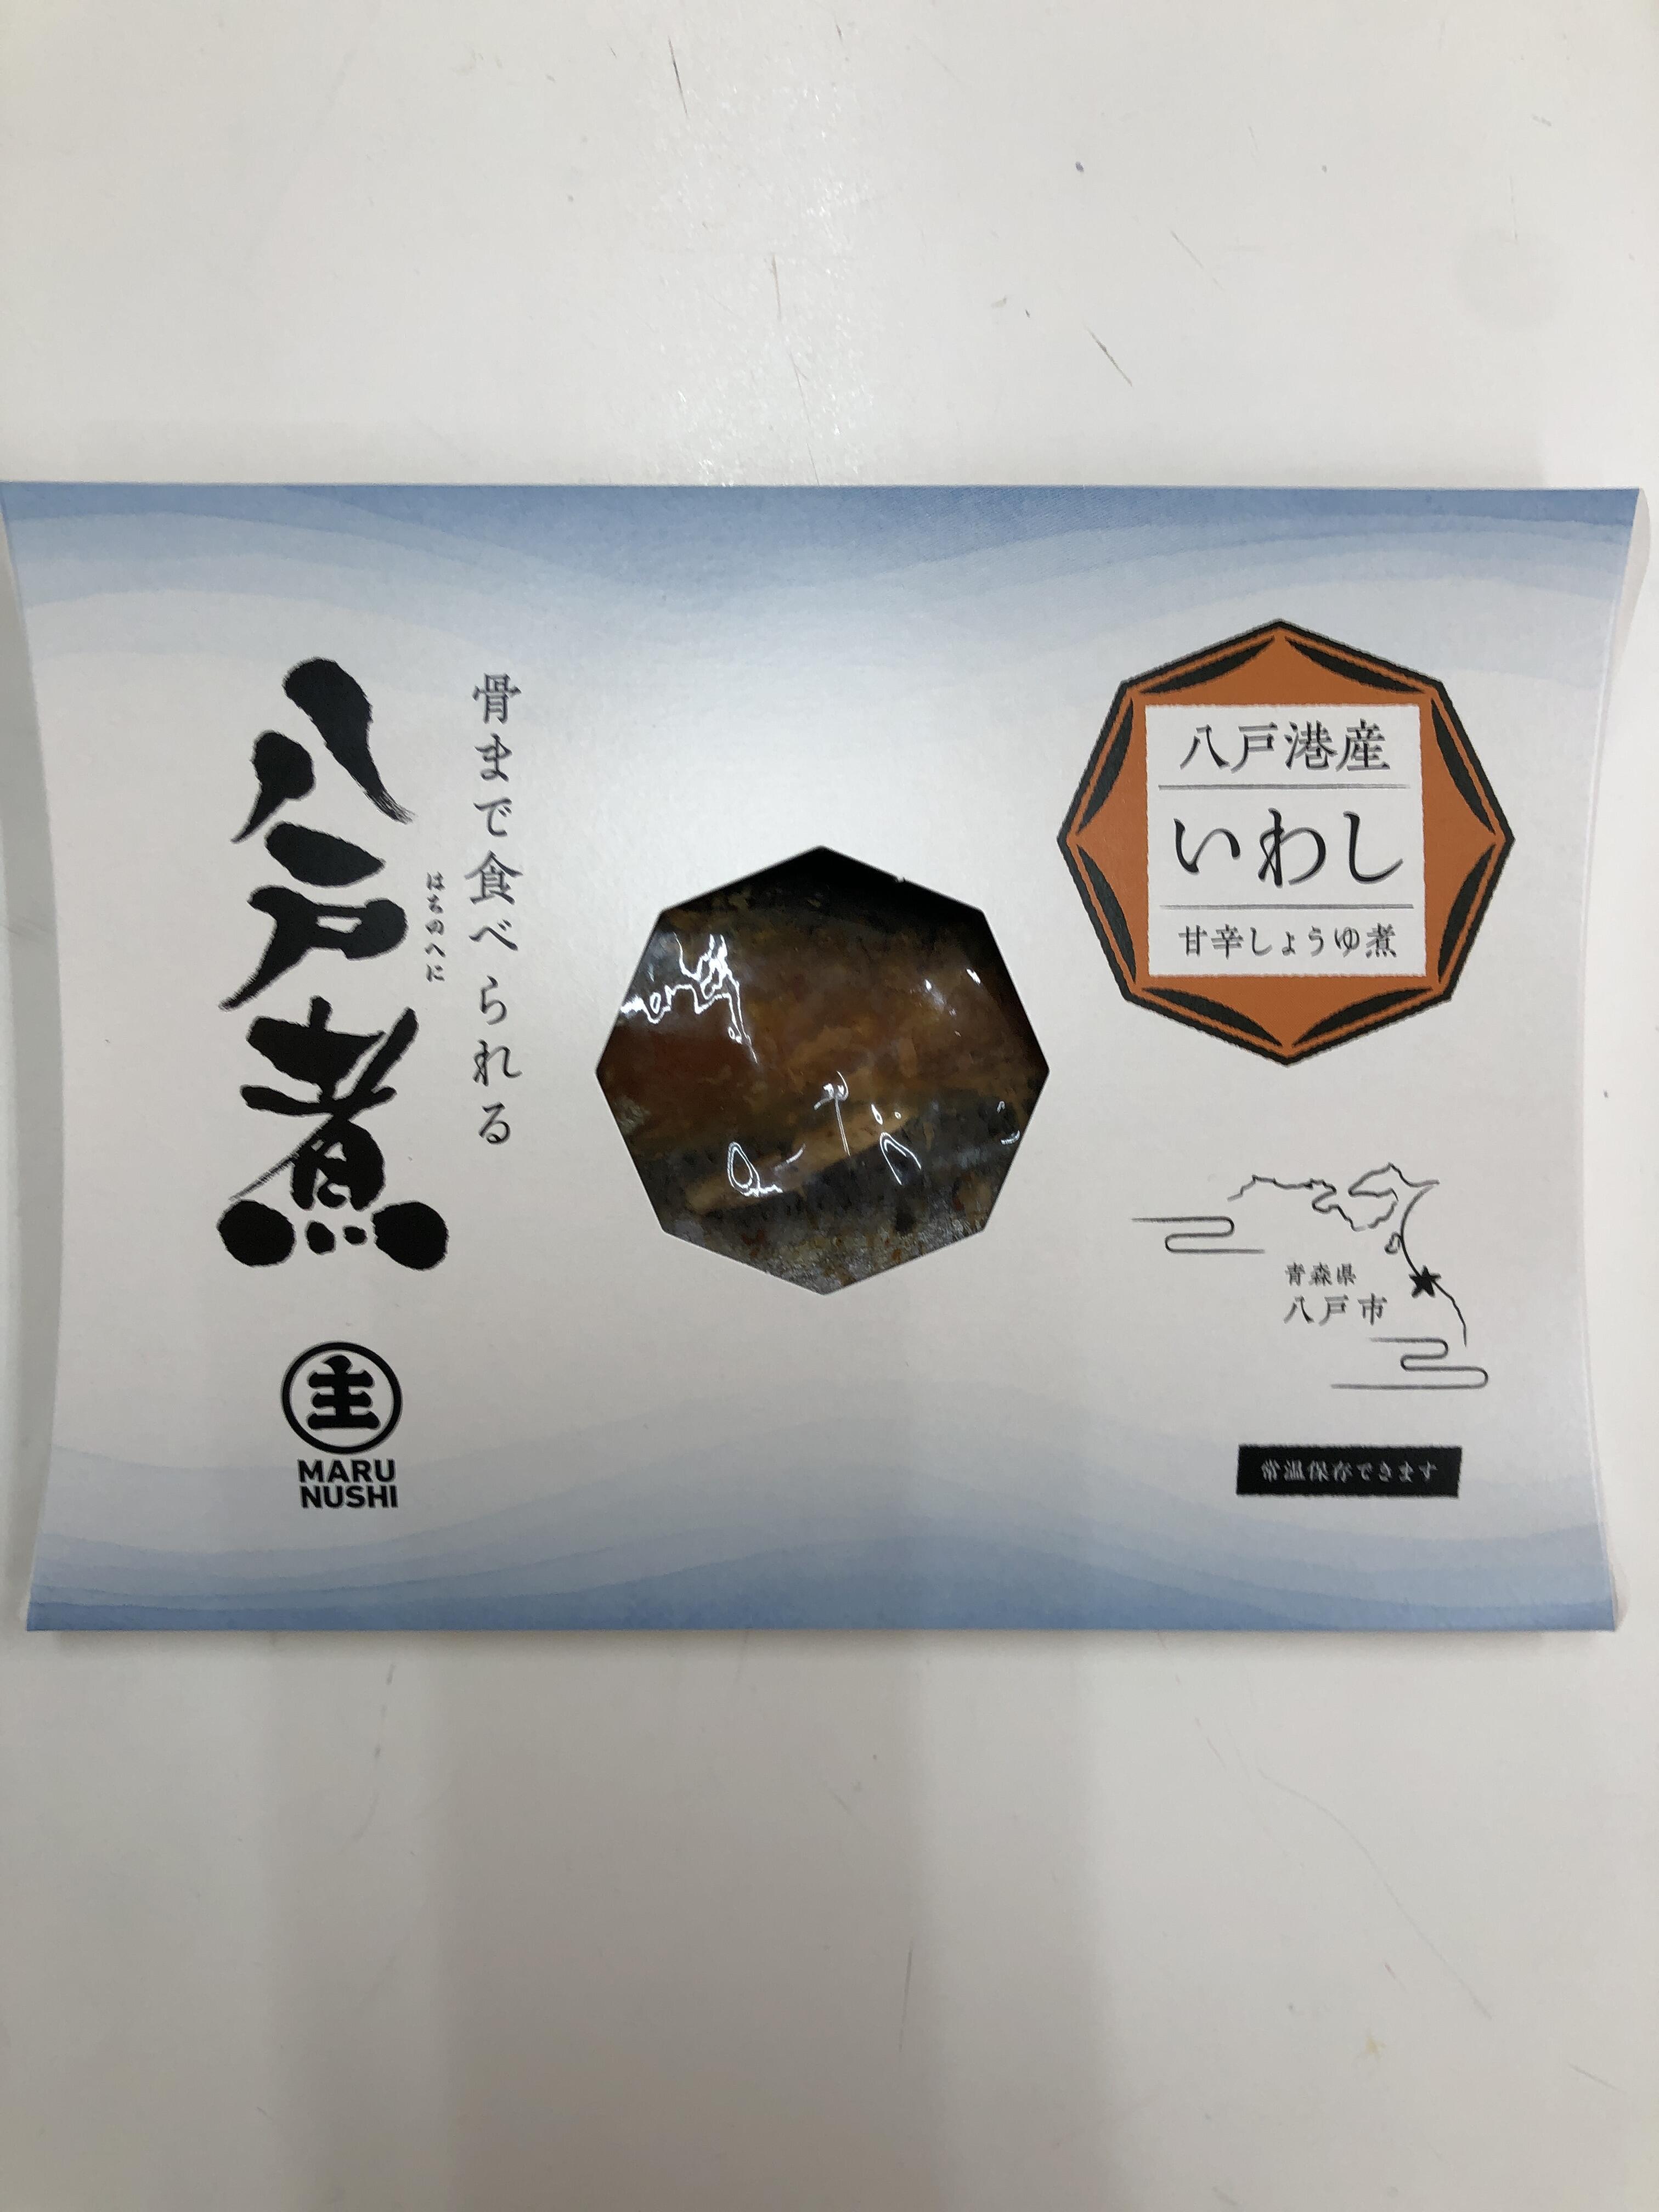 骨まで食べられる
八戸煮
はちのへに
主
MARU
NUSHI
八戸港産
いわし
甘辛しょうゆ煮
青森県
八戸市
常温保存できます